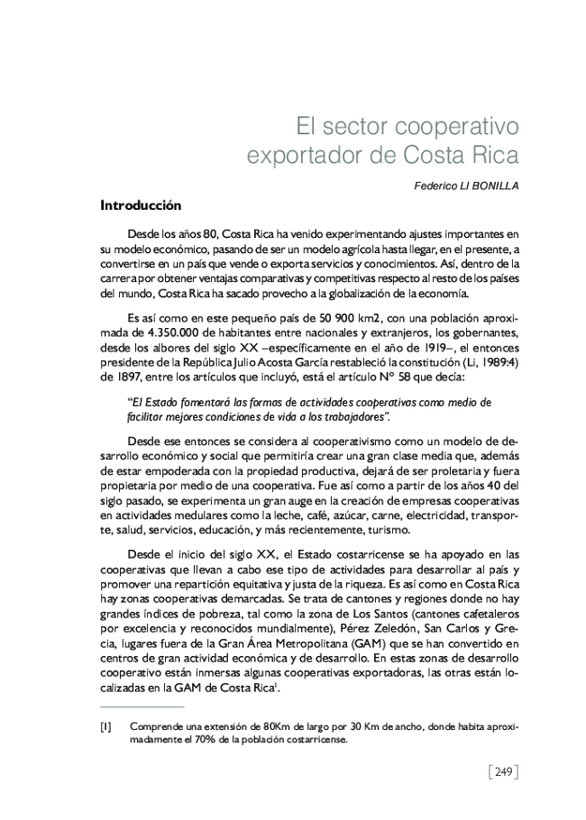 El sector cooperativo
exportador de Costa Rica
Federico LI BONILLA
Introducción
Desde los años 80, Costa Rica ha venido experimentando ajustes importantes en
su modelo económico, pasando de ser un modelo agrícola hasta llegar, en el presente, a
convertirse en un país que vende o exporta servicios y conocimientos. Así, dentro de la
carrera por obtener ventajas comparativas y competitivas respecto al resto de los países
del mundo, Costa Rica ha sacado provecho a la globalización de la economía.
Es así como en este pequeño país de 50 900 km2, con una población aproxi-
mada de 4.350.000 de habitantes entre nacionales y extranjeros, los gobernantes,
desde los albores del siglo XX –específicamente en el año de 1919–, el entonces
presidente de la República Julio Acosta García restableció la constitución (Li, 1989:4)
de 1897, entre los artículos que incluyó, está el artículo Nº 58 que decía:
“El Estado fomentará las formas de actividades cooperativas como medio de
facilitar mejores condiciones de vida a los trabajadores”.
Desde ese entonces se considera al cooperativismo como un modelo de de-
sarrollo económico y social que permitiría crear una gran clase media que, además
de estar empoderada con la propiedad productiva, dejará de ser proletaria y fuera
propietaria por medio de una cooperativa. Fue así como a partir de los años 40 del
siglo pasado, se experimenta un gran auge en la creación de empresas cooperativas
en actividades medulares como la leche, café, azúcar, carne, electricidad, transpor-
te, salud, servicios, educación, y más recientemente, turismo.
Desde el inicio del siglo XX, el Estado costarricense se ha apoyado en las
cooperativas que llevan a cabo ese tipo de actividades para desarrollar al país y
promover una repartición equitativa y justa de la riqueza. Es así como en Costa Rica
hay zonas cooperativas demarcadas. Se trata de cantones y regiones donde no hay
grandes índices de pobreza, tal como la zona de Los Santos (cantones cafetaleros
por excelencia y reconocidos mundialmente), Pérez Zeledón, San Carlos y Gre-
cia, lugares fuera de la Gran Área Metropolitana (GAM) que se han convertido en
centros de gran actividad económica y de desarrollo. En estas zonas de desarrollo
cooperativo están inmersas algunas cooperativas exportadoras, las otras están lo-
calizadas en la GAM de Costa Rica¹.
[1] Comprende una extensión de 80Km de largo por 30 Km de ancho, donde habita aproxi-
madamente el 70% de la población costarricense.
[249]